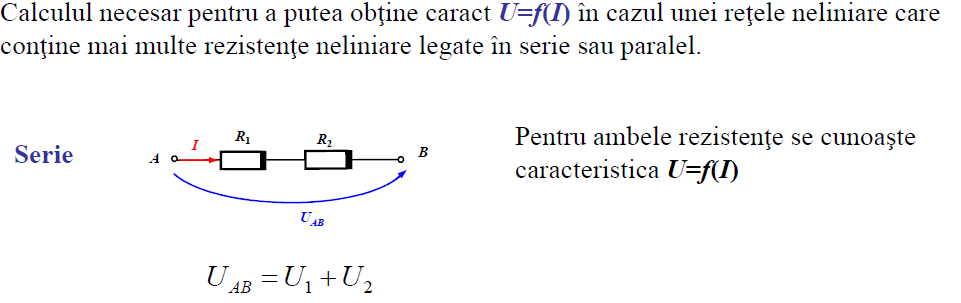 Calculul necesar pentru a putea obţine caract U=f(I) în cazul unei reţele neliniare care
conţine mai multe rezistenţe neliniare legate în serie sau paralel.
Serie
A
I
R1
R2
B
UAB
Pentru ambele rezistenţe se cunoaşte
caracteristica U=f(I)
UAB = U1 + U2